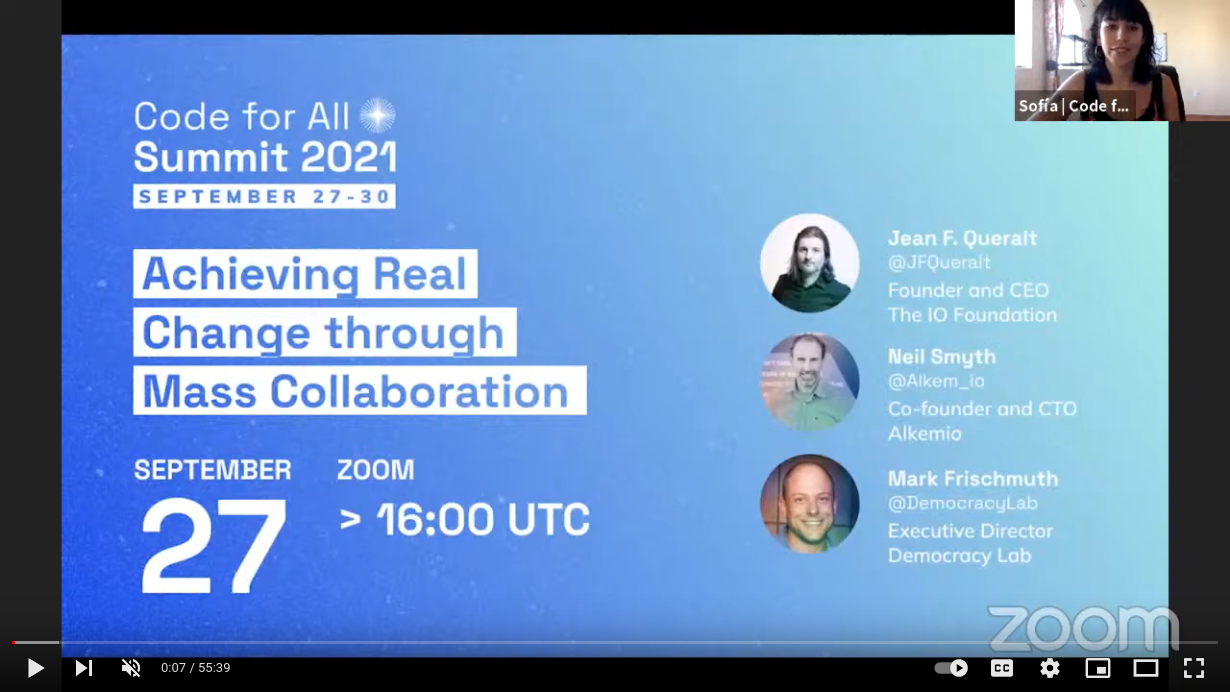 Code for All
Summit 2021
SEPTEMBER 27-30
Achieving Real
Change through
Mass Collaboration
SEPTEMBER
27
ZOOM
> 16:00 UTC
Jean F. Queralt
@JFQueralt
Founder and CEO
The IO Foundation
Neil Smyth
@Alkem_io
Co-founder and CTO
Alkemio
Mark Frischmuth
@DemocracyLab
Executive Director
Democracy Lab
Sofía | Code f...
zoom
0:07 / 55:39
CC